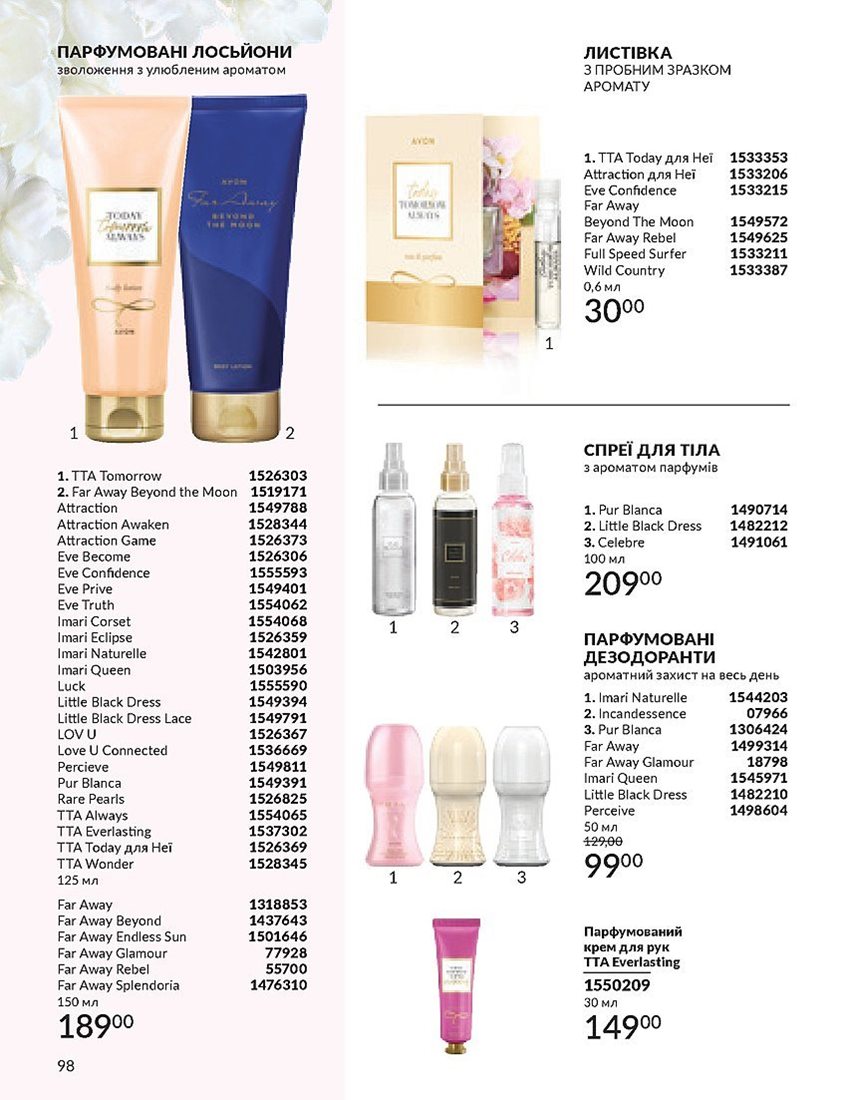 ПАРФУМОВАНІ ЛОСЬЙОНИ
зволоження з улюбленим ароматом
TODAY
tomorrow
ALWAYS
body lotion
AVON
AVON
Far Away
BEYOND
THE MOON
BODY LOTION
1
2
1. TTA Tomorrow 1526303
2. Far Away Beyond the Moon 1519171
Attraction 1549788
Attraction Awaken 1528344
Attraction Game 1526373
Eve Become 1526306
Eve Confidence 1555593
Eve Prive 1549401
Eve Truth 1554062
Imari Corset 1554068
Imari Eclipse 1526359
Imari Naturelle 1542801
Imari Queen 1503956
Luck 1555590
Little Black Dress 1549394
Little Black Dress Lace 1549791
LOV U 1526367
Love U Connected 1536669
Percieve 1549811
Pur Blanca 1549391
Rare Pearls 1526825
TTA Always 1554065
TTA Everlasting 1537302
TTA Today для Неї 1526369
TTA Wonder 1528345
125 мл
Far Away 1318853
Far Away Beyond 1437643
Far Away Endless Sun 1501646
Far Away Glamour 77928
Far Away Rebel 55700
Far Away Splendoria 1476310
150 мл
189⁰⁰
98
ЛИСТІВКА
З ПРОБНИМ ЗРАЗКОМ
АРОМАТУ
AVON
today
TOMORROW
ALWAYS
eau de parfum
1
1. TTA Today для Неї 1533353
Attraction для Неї 1533206
Eve Confidence 1533215
Far Away
Beyond The Moon 1549572
Far Away Rebel 1549625
Full Speed Surfer 1533211
Wild Country 1533387
0,6 мл
30⁰⁰
СПРЕЇ ДЛЯ ТІЛА
з ароматом парфумів
1. Pur Blanca 1490714
2. Little Black Dress 1482212
3. Celebre 1491061
100 мл
209⁰⁰
1
2
3
ПАРФУМОВАНІ
ДЕЗОДОРАНТИ
ароматний захист на весь день
1. Imari Naturelle 1544203
2. Incandessence 07966
3. Pur Blanca 1306424
Far Away 1499314
Far Away Glamour 18798
Imari Queen 1545971
Little Black Dress 1482210
Perceive 1498604
50 мл
129,00
99⁰⁰
1
2
3
Парфумований
крем для рук
TTA Everlasting
1550209
30 мл
149⁰⁰